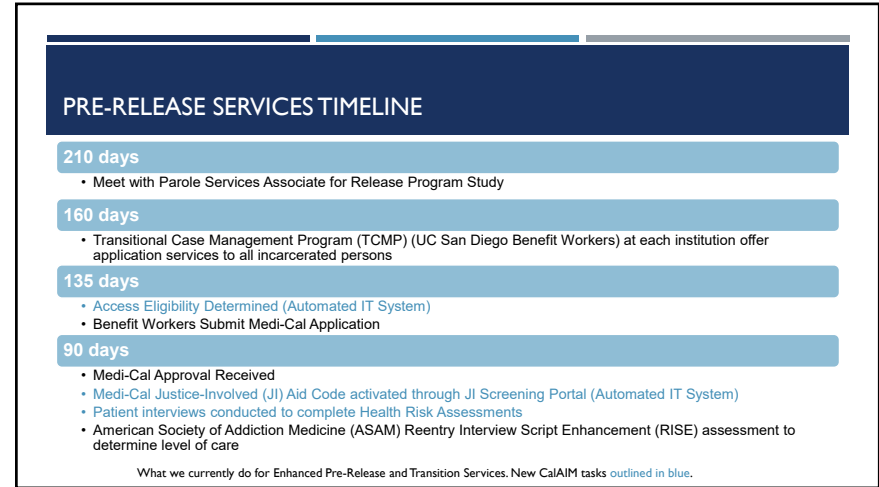 PRE-RELEASE SERVICES TIMELINE
210 days
• Meet with Parole Services Associate for Release Program Study
160 days
• Transitional Case Management Program (TCMP) (UC San Diego Benefit Workers) at each institution offer
application services to all incarcerated persons
135 days
• Access Eligibility Determined (Automated IT System)
• Benefit Workers Submit Medi-Cal Application
90 days
• Medi-Cal Approval Received
• Medi-Cal Justice-Involved (JI) Aid Code activated through JI Screening Portal (Automated IT System)
• Patient interviews conducted to complete Health Risk Assessments
• American Society of Addiction Medicine (ASAM) Reentry Interview Script Enhancement (RISE) assessment to
determine level of care
What we currently do for Enhanced Pre-Release and Transition Services. New CalAIM tasks outlined in blue.